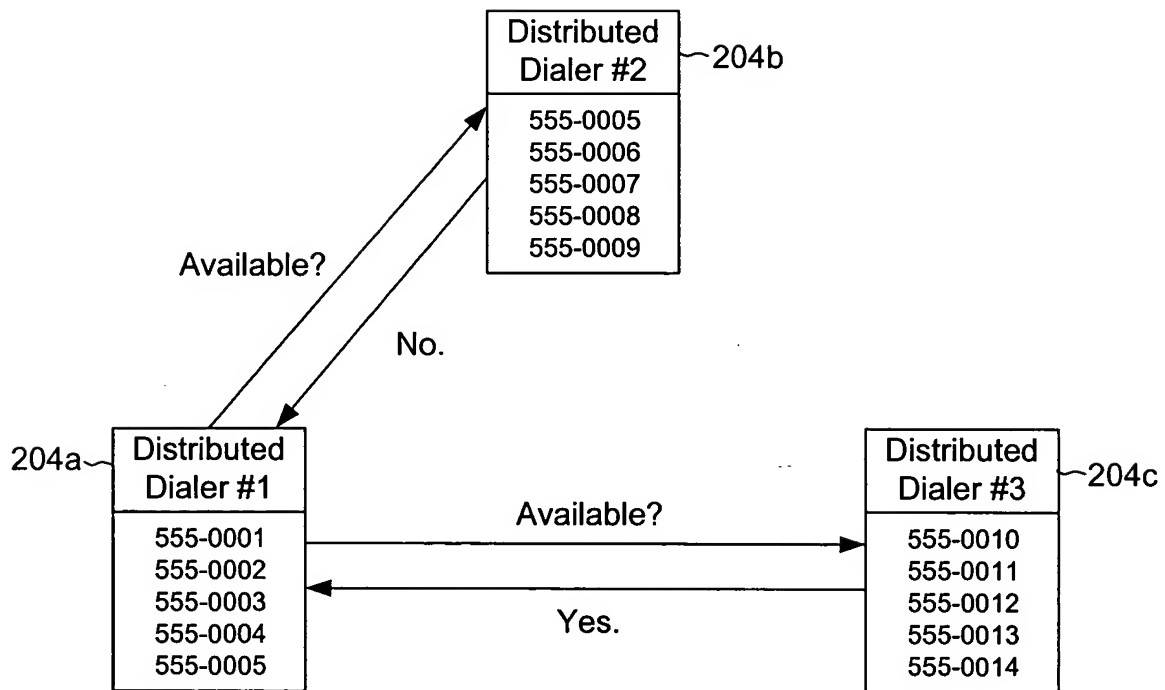 Distributed
Dialer #2
204b
555-0005
555-0006
555-0007
555-0008
555-0009
Available?
No.
204a
Distributed
Dialer #1
555-0001
555-0002
555-0003
555-0004
555-0005
Available?
Yes.
Distributed
Dialer #3
204c
555-0010
555-0011
555-0012
555-0013
555-0014